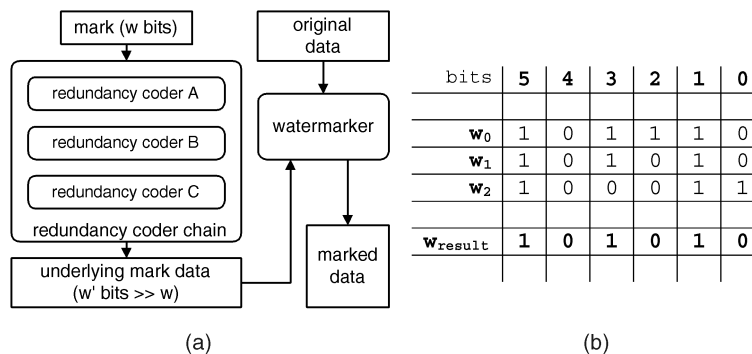 mark (w bits)
redundancy coder A
redundancy coder B
redundancy coder C
redundancy coder chain
underlying mark data
(w' bits >> w)
original
data
watermarker
marked
data
(a)
bits 5 4 3 2 1 0
w0 1 0 1 1 1 0
w1 1 0 1 0 1 0
w2 1 0 0 0 1 1
wresult 1 0 1 0 1 0
(b)